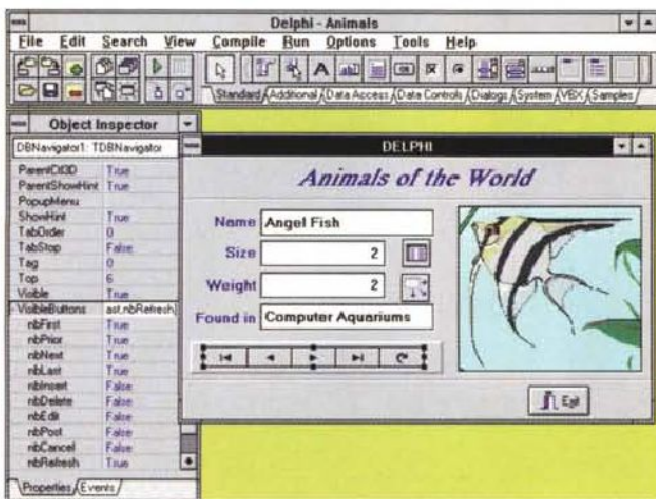 Delphi - Animals
File Edit Search View Compile Run Options Tools Help
Standard Additional Data Access Data Controls Dialogs System VBX Samples
Object Inspector
DBNavigator1: TDBNavigator
ParentCtl3D True
ParentShowHint True
PopupMenu
ShowHint True
TabOrder 0
TabStop False
Tag 0
Top 6
Visible True
-VisibleButtons ast,nbRefresh,
nbFirst True
nbPrior True
nbNext True
nbLast True
nbInsert False
nbDelete False
nbEdit False
nbPost False
nbCancel False
nbRefresh True
Properties Events
DELPHI
Animals of the World
Name Angel Fish
Size 2
Weight 2
Found in Computer Aquariums
Exit